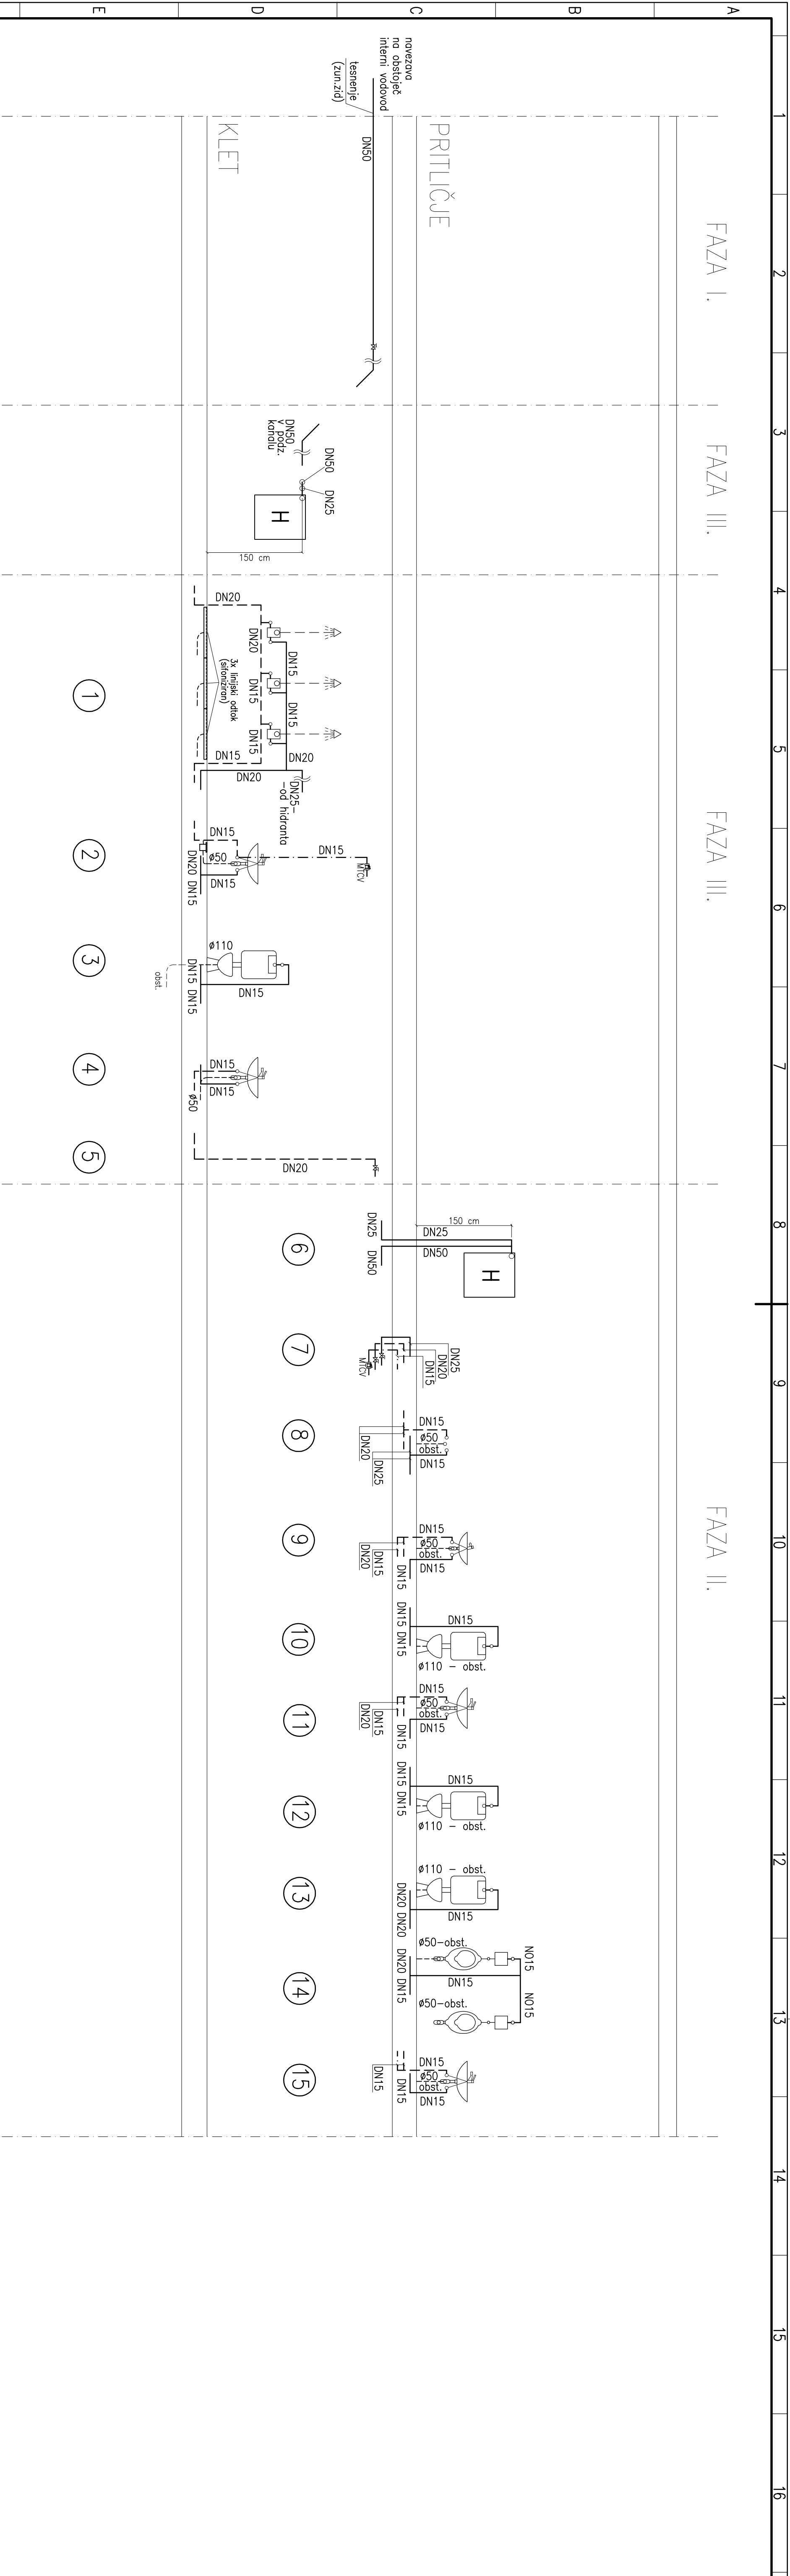 A
B
C
D
E
1
2
3
4
5
6
7
8
9
10
11
12
13
14
15
16
FAZA I.
FAZA III.
FAZA III.
FAZA II.
PRITLIČJE
KLET
navezava
na obstoječ
interni vodovod
tesnenje
(zun.zid)
DN50
DN50
v podz.
kanalu
DN50
DN25
H
150 cm
DN20
DN20
DN15
DN15
DN15
DN15
DN20
3x linijski odtok
(sifoniziran)
DN15
DN20
DN25-
-od hidranta
1
DN15
MTCV
DN15
ø50
DN15
DN20 DN15
2
ø110
DN15
DN15 DN15
obst.
3
DN15
DN15
ø50
4
DN20
5
150 cm
DN25
DN50
DN25
DN50
H
6
DN25
DN20
DN15
MTCV
7
DN15
ø50
obst.
DN15
DN20
DN25
8
DN15
ø50
obst.
DN15
DN15
DN15
DN20
9
DN15
DN15 DN15
ø110 - obst.
10
DN15
ø50
obst.
DN15
DN15
DN15
DN20
11
DN15
DN15 DN15
ø110 - obst.
12
ø110 - obst.
DN15
DN20 DN20
13
NO15
NO15
ø50-obst.
DN15
ø50-obst.
DN20 DN15
14
DN15
ø50
obst.
DN15
DN15
DN15
15